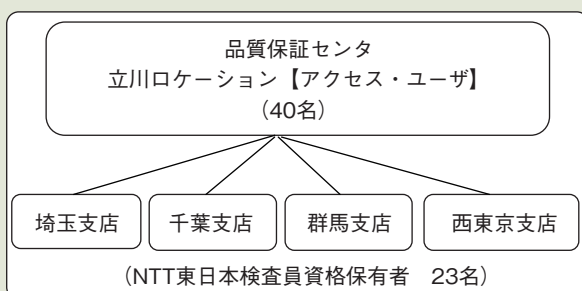 品質保証センタ
立川ロケーション【アクセス・ユーザ】
（40名）
埼玉支店
千葉支店
群馬支店
西東京支店
（NTT東日本検査員資格保有者　23名）